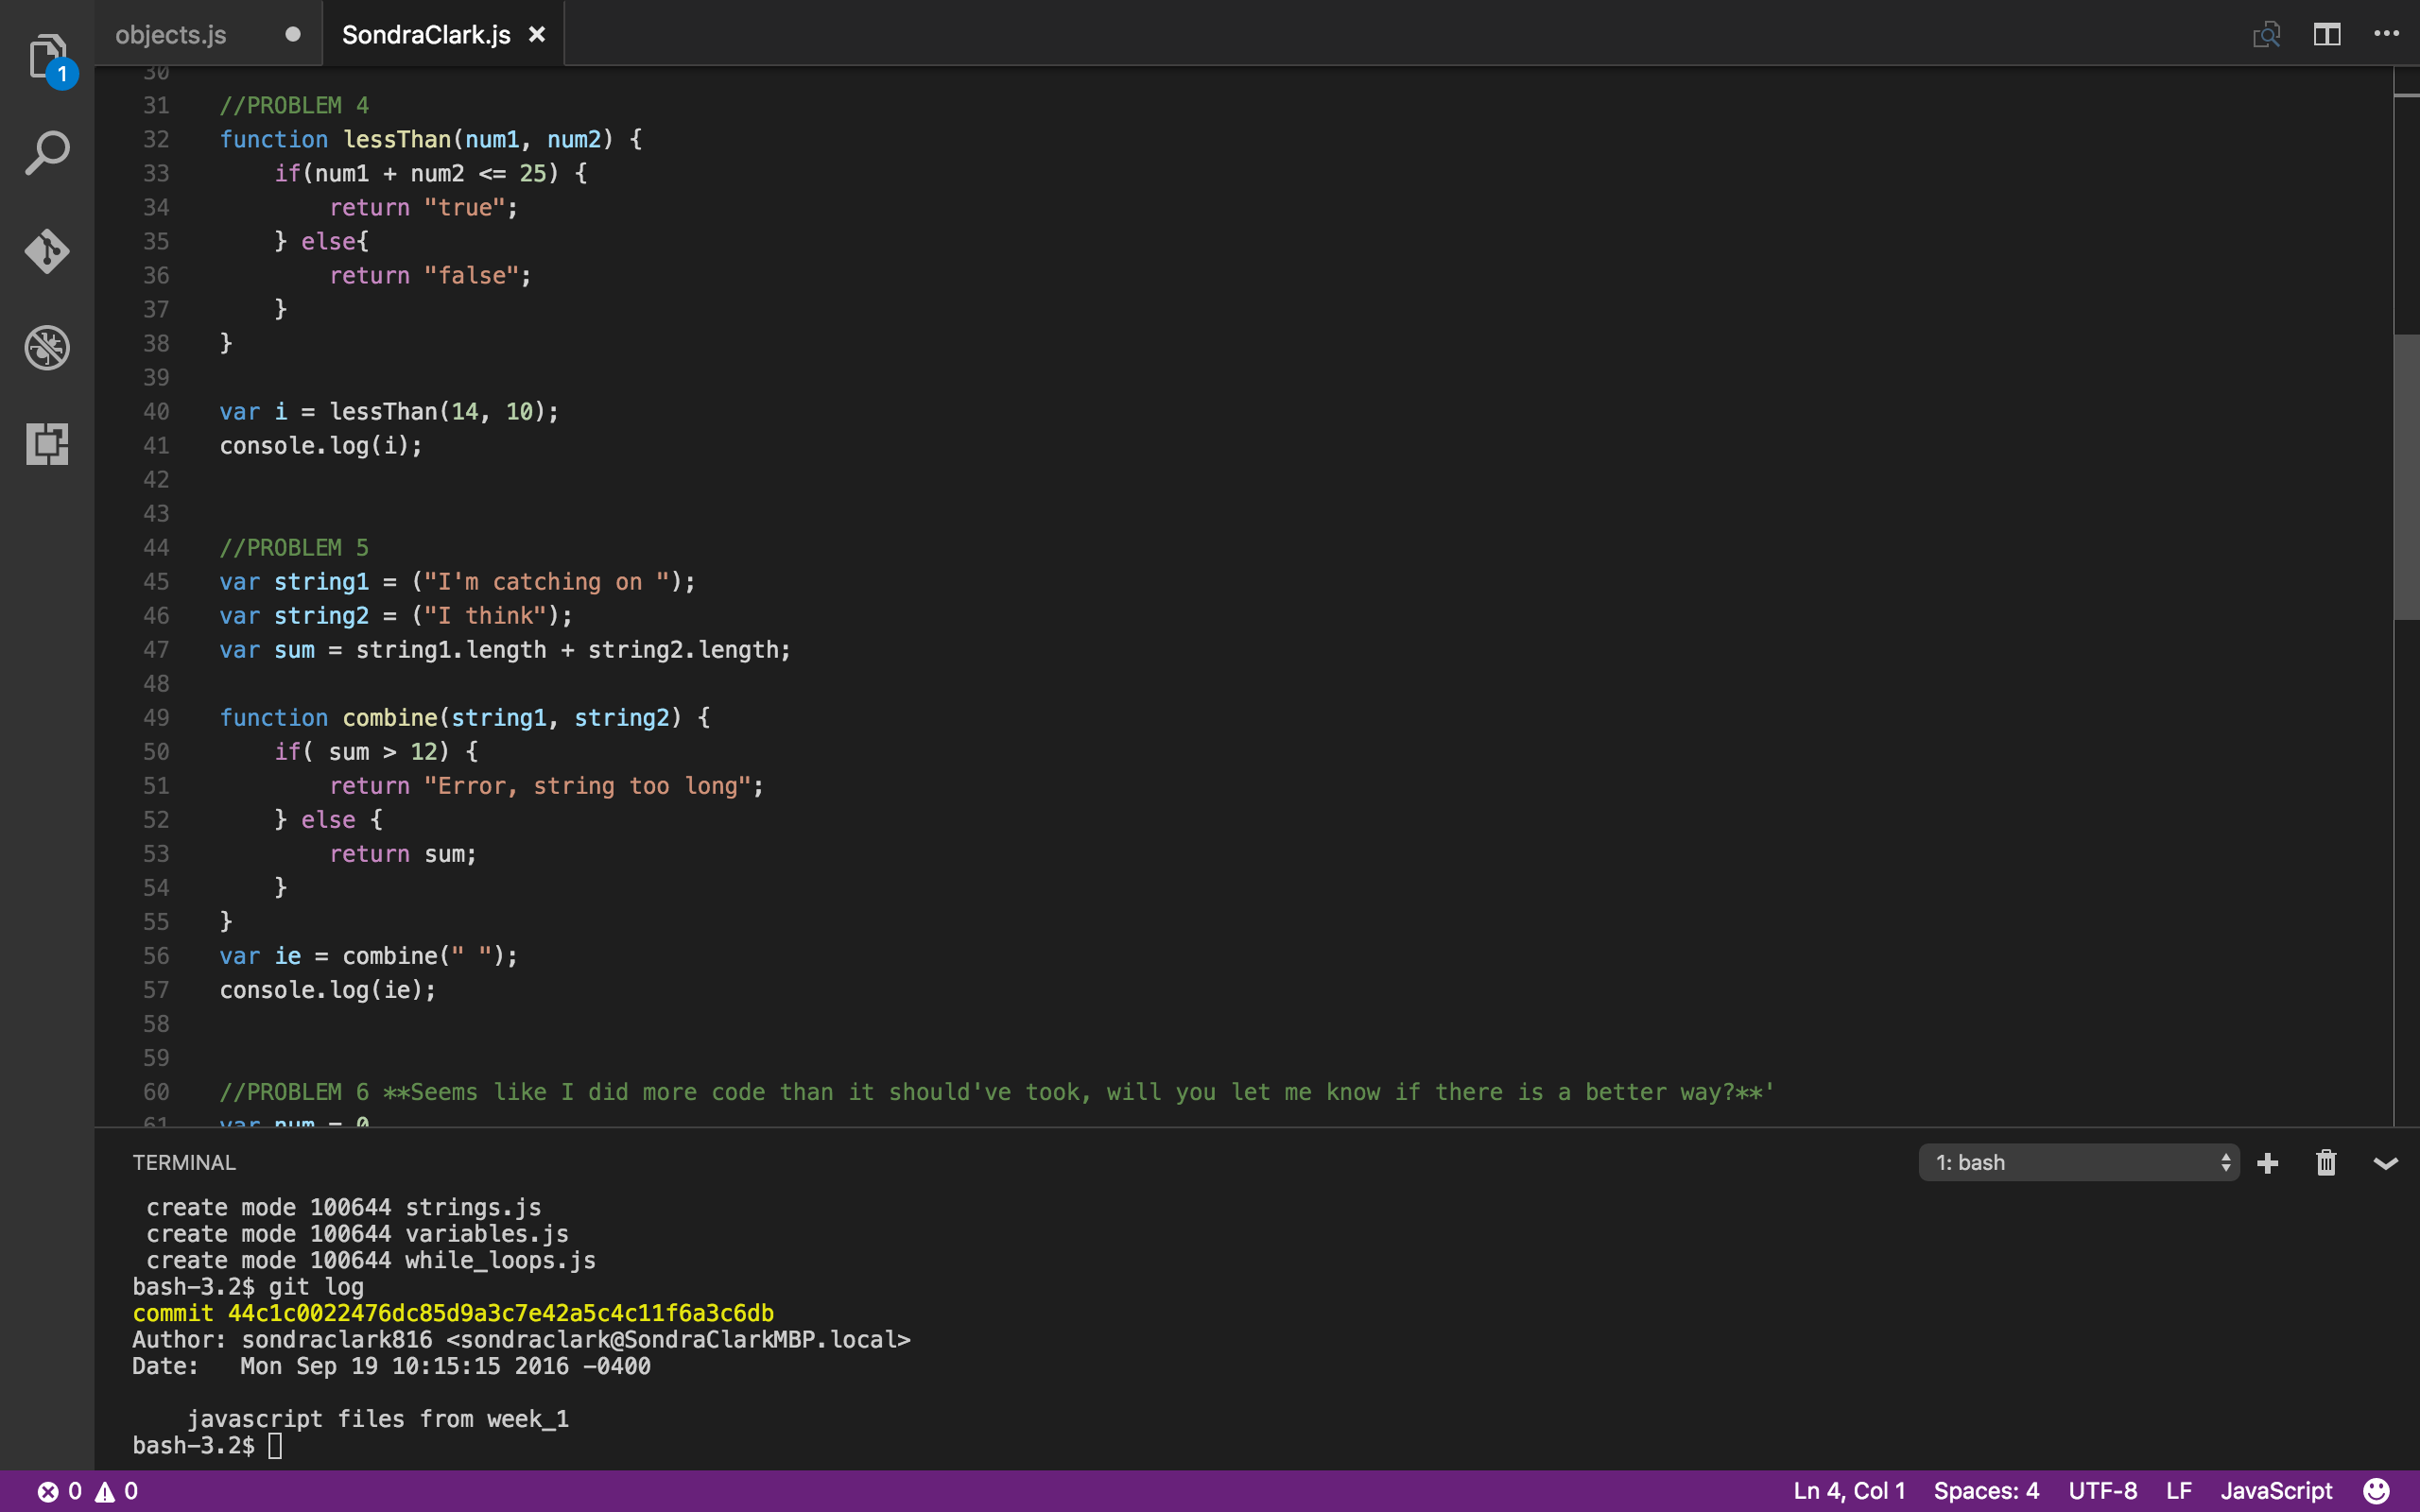 objects.js
SondraClark.js
1
30
31 //PROBLEM 4
32 function lessThan(num1, num2) {
33     if(num1 + num2 <= 25) {
34         return "true";
35     } else{
36         return "false";
37     }
38 }
39
40 var i = lessThan(14, 10);
41 console.log(i);
42
43
44 //PROBLEM 5
45 var string1 = ("I'm catching on ");
46 var string2 = ("I think");
47 var sum = string1.length + string2.length;
48
49 function combine(string1, string2) {
50     if( sum > 12) {
51         return "Error, string too long";
52     } else {
53         return sum;
54     }
55 }
56 var ie = combine(" ");
57 console.log(ie);
58
59
60 //PROBLEM 6 **Seems like I did more code than it should've took, will you let me know if there is a better way?**'
61 var num = 0
TERMINAL
1: bash
 create mode 100644 strings.js
 create mode 100644 variables.js
 create mode 100644 while_loops.js
bash-3.2$ git log
commit 44c1c0022476dc85d9a3c7e42a5c4c11f6a3c6db
Author: sondraclark816 <sondraclark@SondraClarkMBP.local>
Date:   Mon Sep 19 10:15:15 2016 -0400

    javascript files from week_1
bash-3.2$
0 0
Ln 4, Col 1 Spaces: 4 UTF-8 LF JavaScript